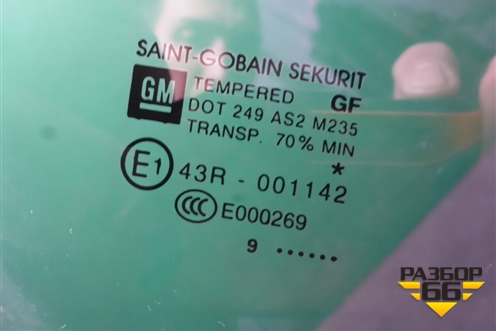 SAINT-GOBAIN SEKURIT
GM
TEMPERED GF
DOT 249 AS2 M235
TRANSP. 70% MIN
*
E1 43R - 001142
CCC E000269
9 ......
РАЗБОР
66